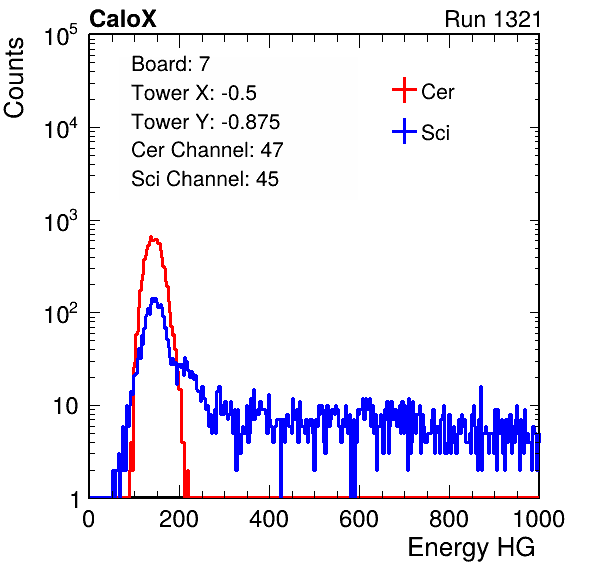 CaloX Run 1321
Counts
Board: 7
Tower X: -0.5
Tower Y: -0.875
Cer Channel: 47
Sci Channel: 45
Cer
Sci
10^5
10^4
10^3
10^2
10
1
0 200 400 600 800 1000
Energy HG